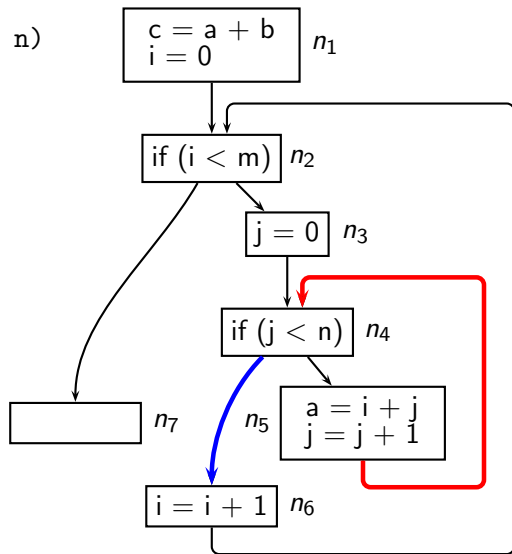 n)
c = a + b
i = 0
n1
if (i < m)
n2
j = 0
n3
if (j < n)
n4
a = i + j
j = j + 1
n5
n7
i = i + 1
n6